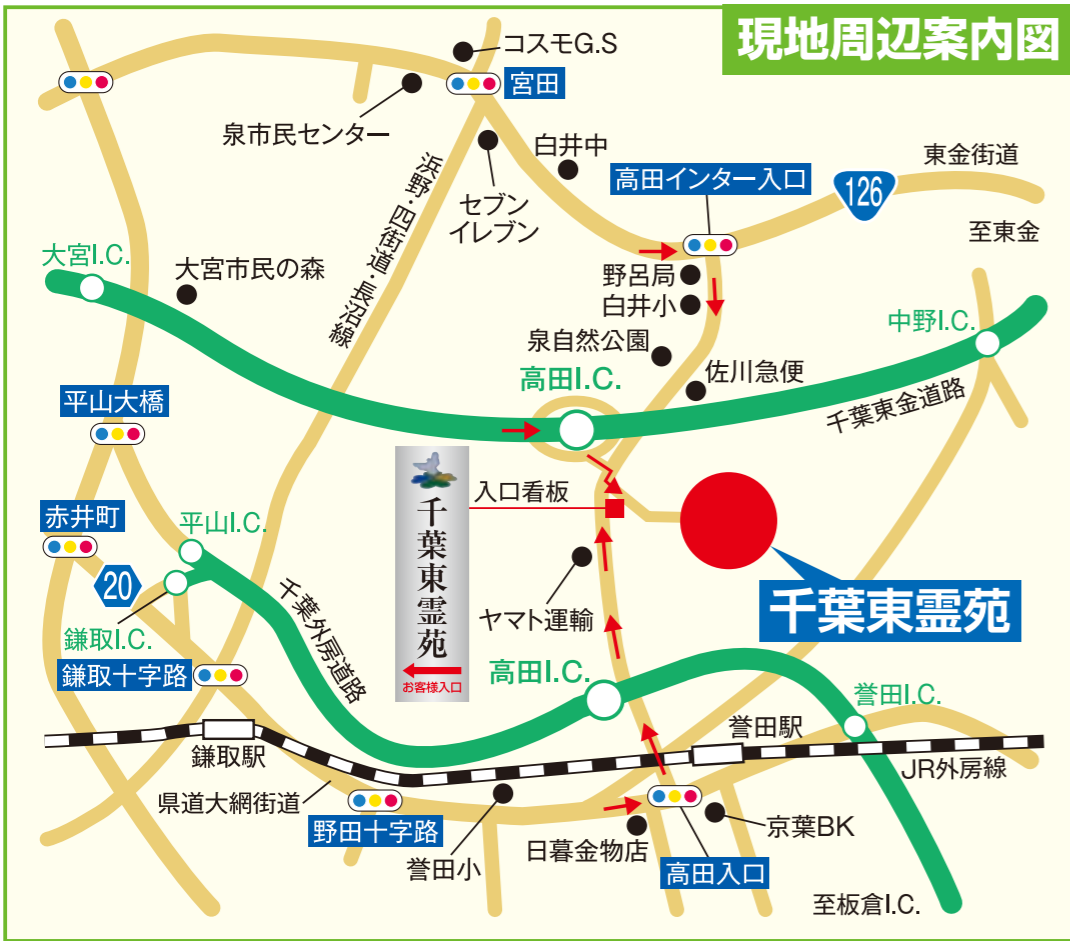 現地周辺案内図
コスモG.S
宮田
泉市民センター
白井中
東金街道
高田インター入口
126
浜野・四街道・長沼線
セブン
イレブン
至東金
大宮I.C.
大宮市民の森
野呂局
白井小
中野I.C.
泉自然公園
高田I.C.
佐川急便
平山大橋
千葉東金道路
入口看板
千葉東霊苑
お客様入口
赤井町
平山I.C.
20
千葉東霊苑
ヤマト運輸
千葉外房道路
鎌取I.C.
鎌取十字路
高田I.C.
誉田I.C.
誉田駅
鎌取駅
JR外房線
県道大網街道
野田十字路
誉田小
日暮金物店
京葉BK
高田入口
至板倉I.C.